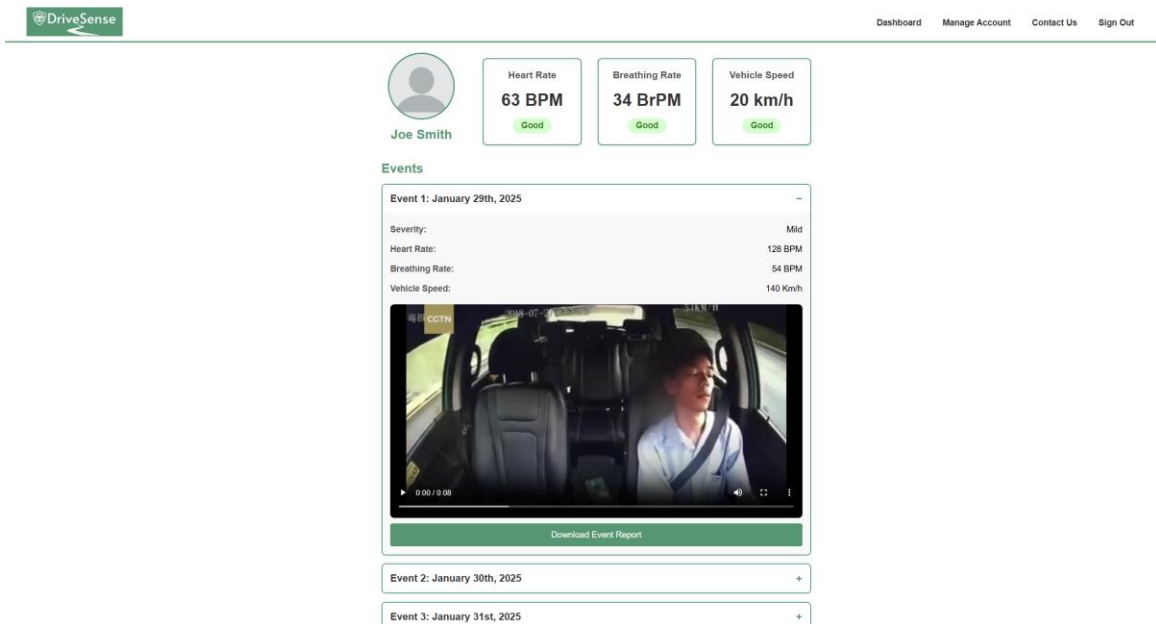 DriveSense
Dashboard Manage Account Contact Us Sign Out
Joe Smith
Heart Rate
63 BPM
Good
Breathing Rate
34 BrPM
Good
Vehicle Speed
20 km/h
Good
Events
Event 1: January 29th, 2025 −
Severity: Mild
Heart Rate: 128 BPM
Breathing Rate: 54 BPM
Vehicle Speed: 140 Km/h
CGTN
0:00 / 0:08
Download Event Report
Event 2: January 30th, 2025 +
Event 3: January 31st, 2025 +